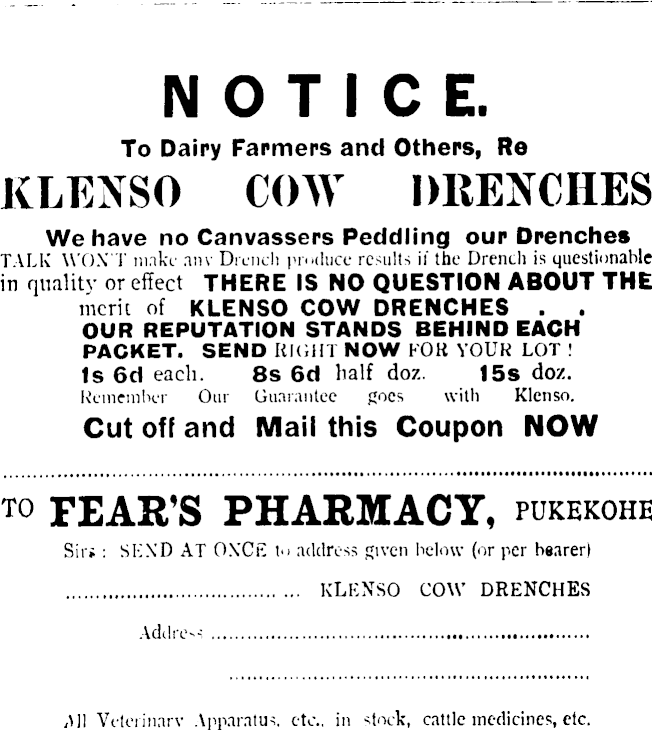 NOTICE.
To Dairy Farmers and Others, Re
KLENSO COW DRENCHES
We have no Canvassers Peddling our Drenches
TALK WON'T make any Drench produce results if the Drench is questionable
in quality or effect THERE IS NO QUESTION ABOUT THE
merit of KLENSO COW DRENCHES . .
OUR REPUTATION STANDS BEHIND EACH
PACKET. SEND RIGHT NOW FOR YOUR LOT !
1s 6d each. 8s 6d half doz. 15s doz.
Remember Our Guarantee goes with Klenso.
Cut off and Mail this Coupon NOW
TO FEAR'S PHARMACY, PUKEKOHE
Sirs : SEND AT ONCE to address given below (or per bearer)
KLENSO COW DRENCHES
Address
All Veterinary Apparatus, etc., in stock, cattle medicines, etc.